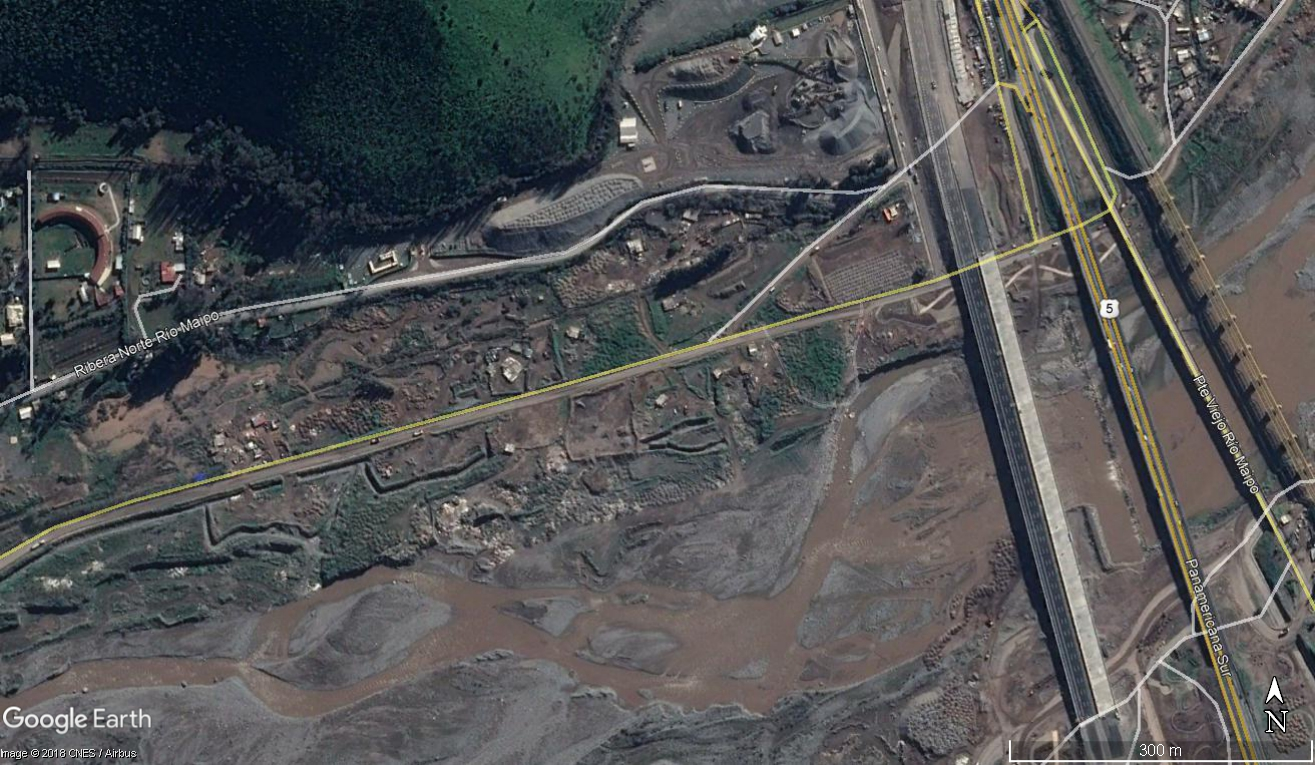 5
Ribera Norte Río Maipo
Pte Viejo Río Maipo
Panamericana Sur
Google Earth
N
Image © 2018 CNES / Airbus
300 m